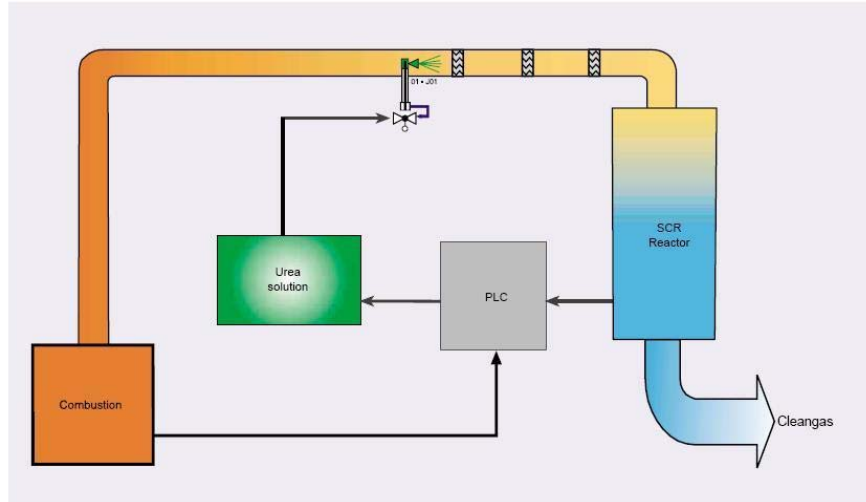 01 • J01
SCR
Reactor
Urea
solution
PLC
Combustion
Cleangas